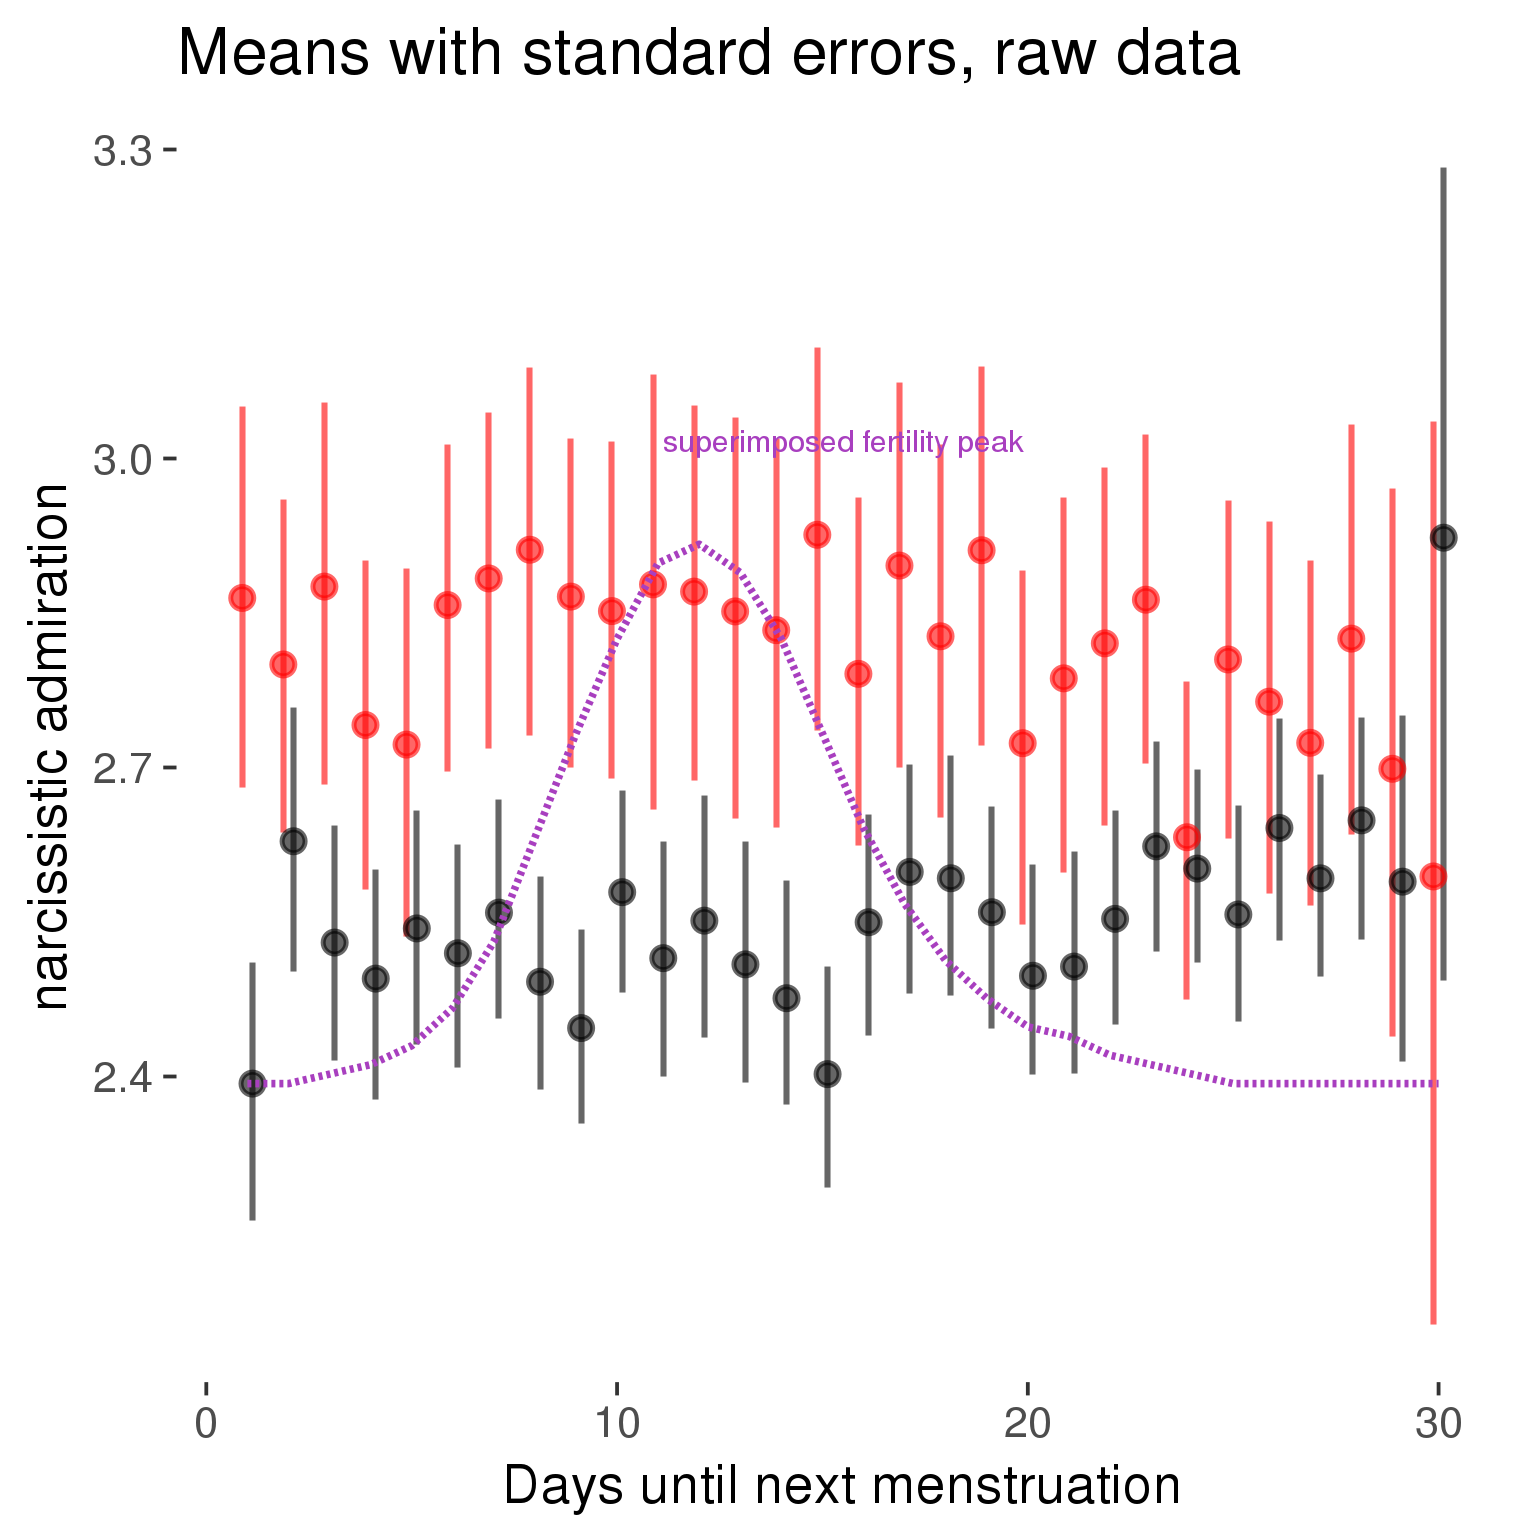 Means with standard errors, raw data
3.3
3.0
2.7
2.4
narcissistic admiration
superimposed fertility peak
0 10 20 30
Days until next menstruation